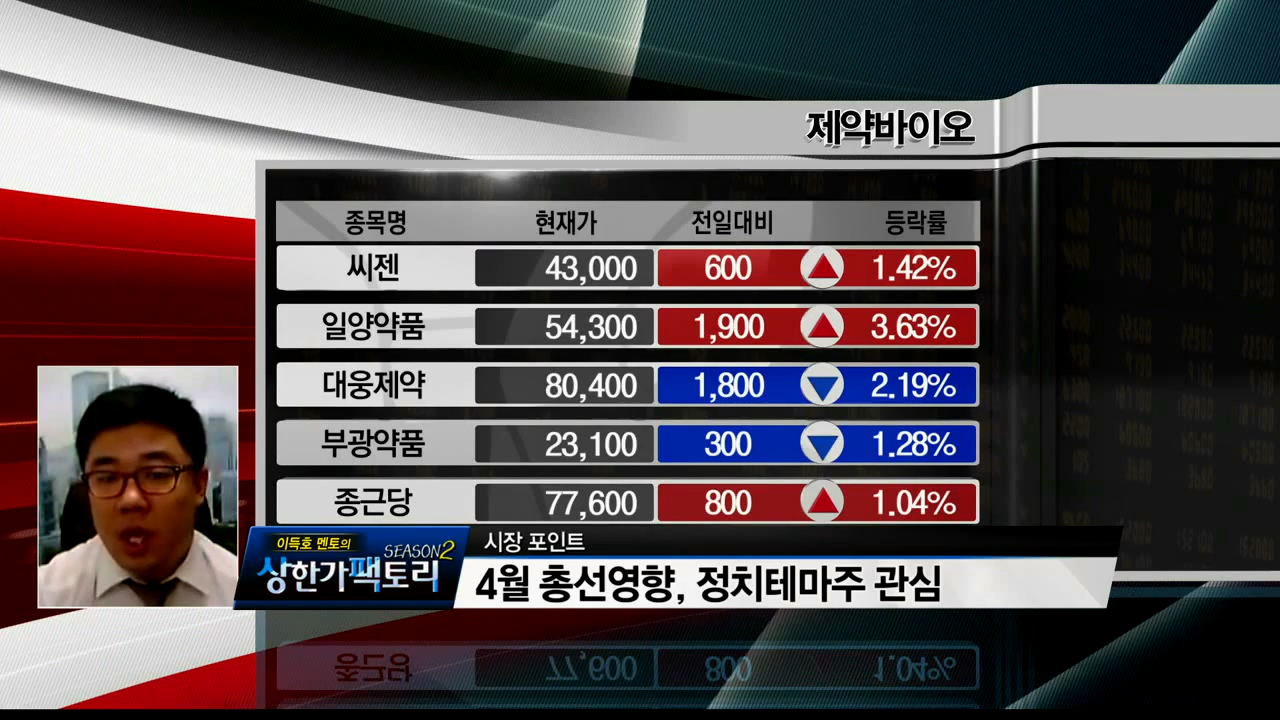 제약바이오
종목명 현재가 전일대비 등락률
씨젠 43,000 600 ▲ 1.42%
일양약품 54,300 1,900 ▲ 3.63%
대웅제약 80,400 1,800 ▼ 2.19%
부광약품 23,100 300 ▼ 1.28%
종근당 77,600 800 ▲ 1.04%
이득호 멘토의
SEASON2
상한가팩토리
시장 포인트
4월 총선영향, 정치테마주 관심